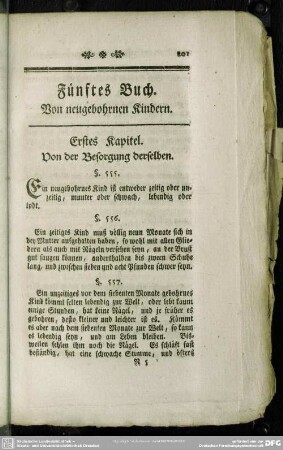 201
Fünftes Buch.
Von neugebohrnen Kindern.
Erstes Kapitel.
Von der Besorgung derselben.
§. 555.
Ein neugebohrnes Kind ist entweder zeitig oder un-
zeitig, munter oder schwach, lebendig oder
todt.
§. 556.
Ein zeitiges Kind muß völlig neun Monate sich in
der Mutter aufgehalten haben, so wohl mit allen Glie-
dern als auch mit Nägeln versehen seyn, an der Brust
gut saugen können, anderthalben bis zween Schuhe
lang, und zwischen sieben und acht Pfunden schwer seyn.
§. 557.
Ein unzeitiges vor dem siebenten Monate gebohrnes
Kind kömmt selten lebendig zur Welt, oder lebt kaum
einige Stunden, hat keine Nägel, und je früher es
gebohren, desto kleiner und leichter ist es. Kömmt
es aber nach dem siebenten Monate zur Welt, so kann
es lebendig seyn, und am Leben bleiben. Bis-
weilen fehlen ihm noch die Nägel. Es schläft fast
beständig, hat eine schwache Stimme, und öfters
N 5